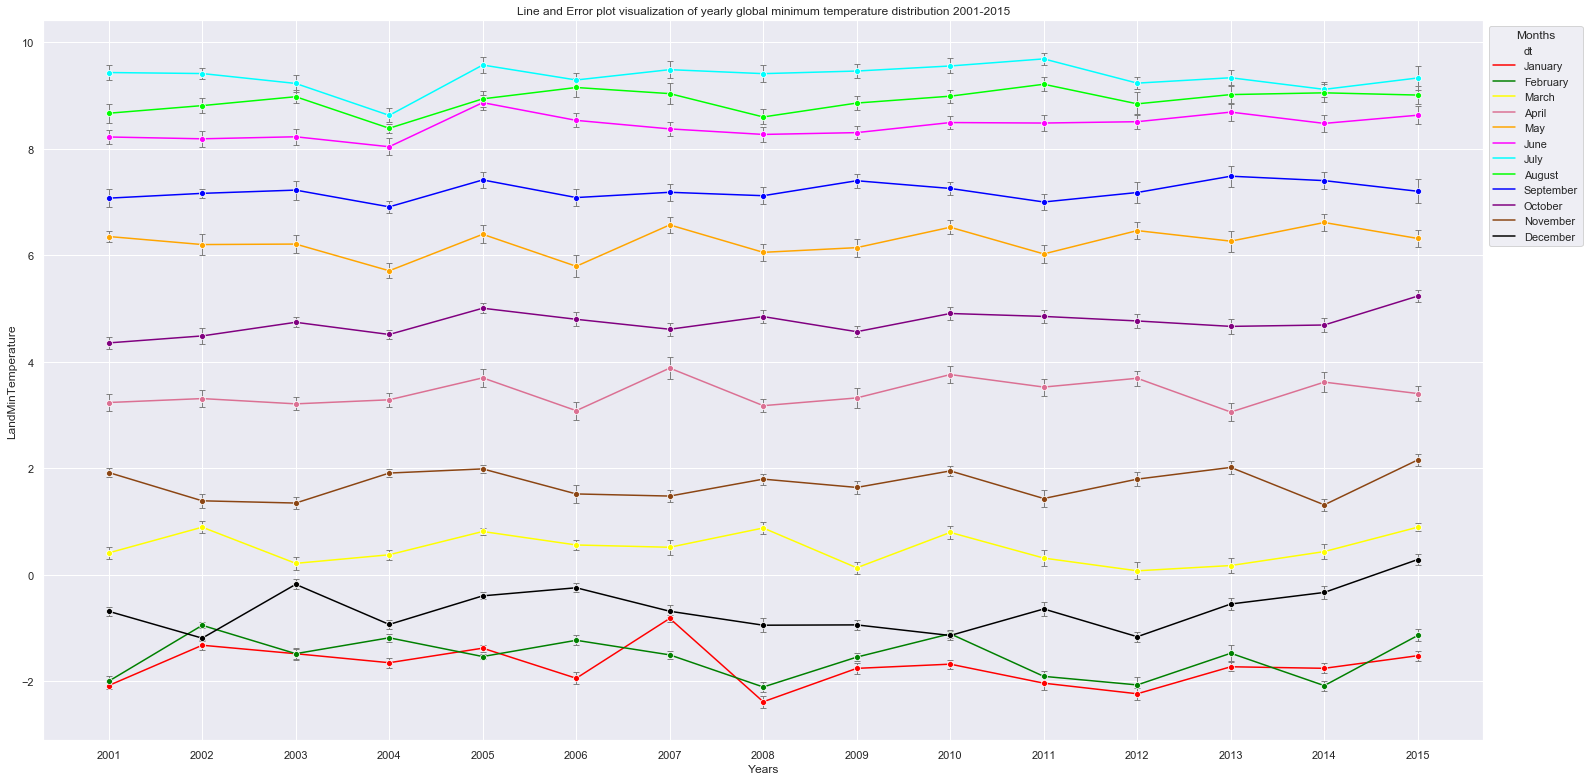 Line and Error plot visualization of yearly global minimum temperature distribution 2001-2015
LandMinTemperature
10
8
6
4
2
0
−2
2001 2002 2003 2004 2005 2006 2007 2008 2009 2010 2011 2012 2013 2014 2015
Years
Months
dt
January
February
March
April
May
June
July
August
September
October
November
December